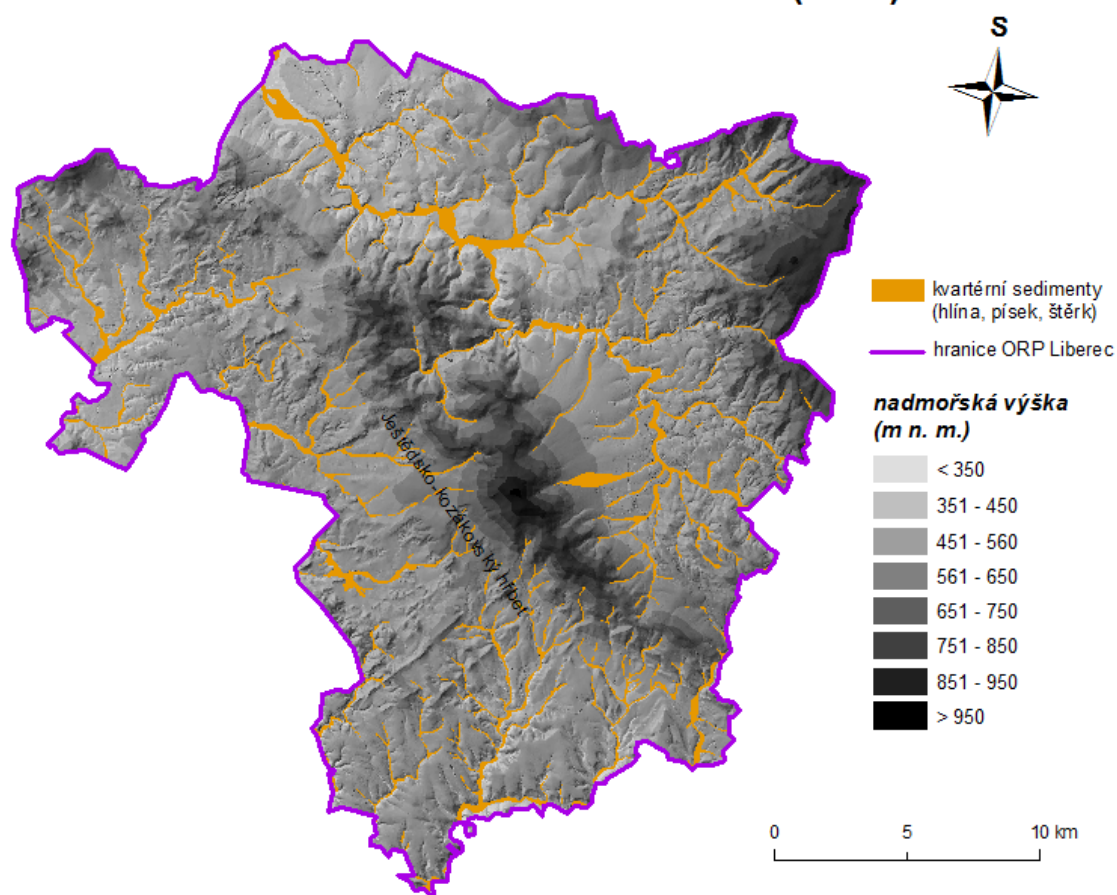 S
kvartérní sedimenty
(hlína, písek, štěrk)
hranice ORP Liberec
nadmořská výška
(m n. m.)
< 350
351 - 450
451 - 560
561 - 650
651 - 750
751 - 850
851 - 950
> 950
Ještědsko-kozákovský hřbet
0 5 10 km